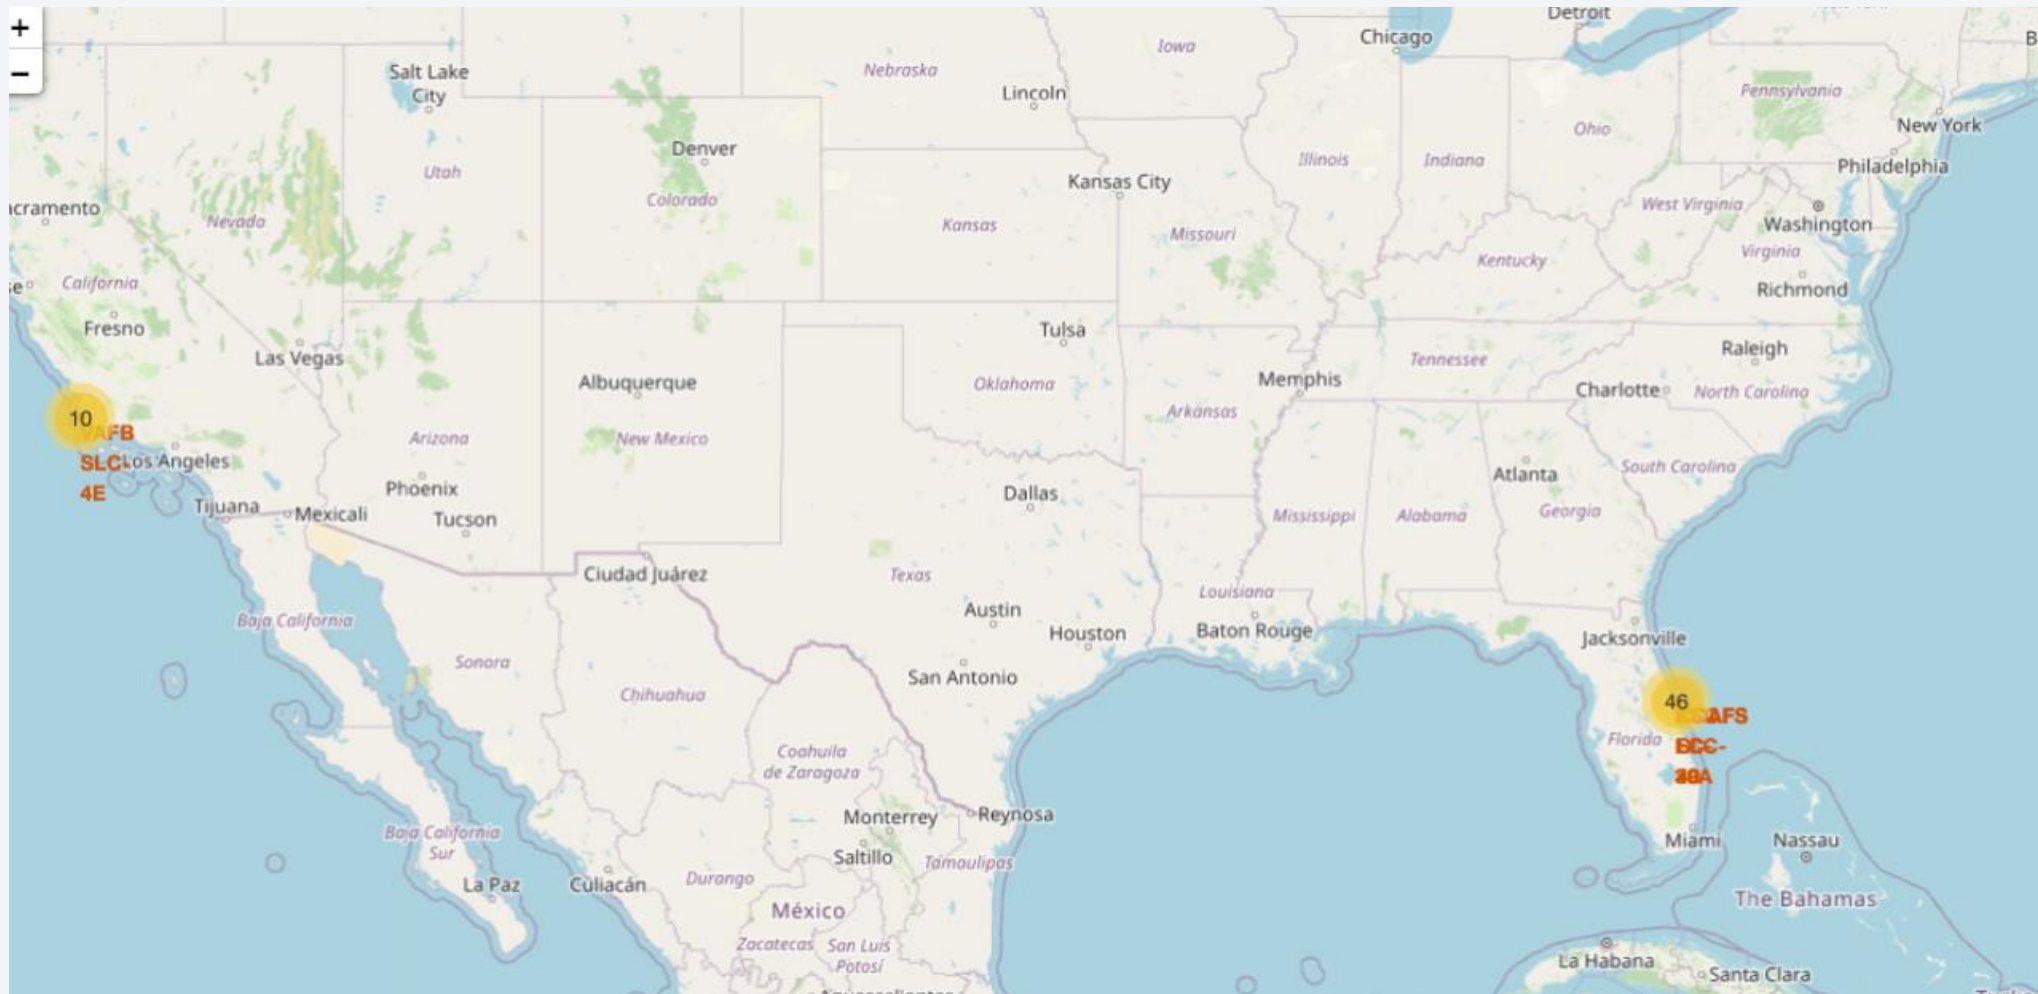 +
−
Detroit
Chicago
Iowa
Nebraska
Salt Lake
City
Lincoln
Pennsylvania
New York
Ohio
Denver
Illinois
Indiana
Philadelphia
Utah
Kansas City
Colorado
West Virginia
cramento
Nevada
Kansas
Missouri
Washington
Virginia
Kentucky
California
Richmond
Fresno
Tulsa
Las Vegas
Raleigh
Tennessee
Albuquerque
Oklahoma
Memphis
Charlotte
North Carolina
Arkansas
10
VAFB
SLC-
4E
Arizona
New Mexico
Los Angeles
South Carolina
Atlanta
Phoenix
Dallas
Tijuana
Mexicali
Tucson
Mississippi
Alabama
Georgia
Ciudad Juárez
Texas
Louisiana
Austin
Baja California
Houston
Baton Rouge
Jacksonville
Sonora
San Antonio
Chihuahua
46
AFS
Florida
Coahuila
de Zaragoza
Monterrey
Reynosa
Baja California
Sur
Saltillo
Tamaulipas
Miami
Nassau
La Paz
Culiacán
Durango
The Bahamas
México
Zacatecas
San Luis
Potosí
La Habana
Santa Clara